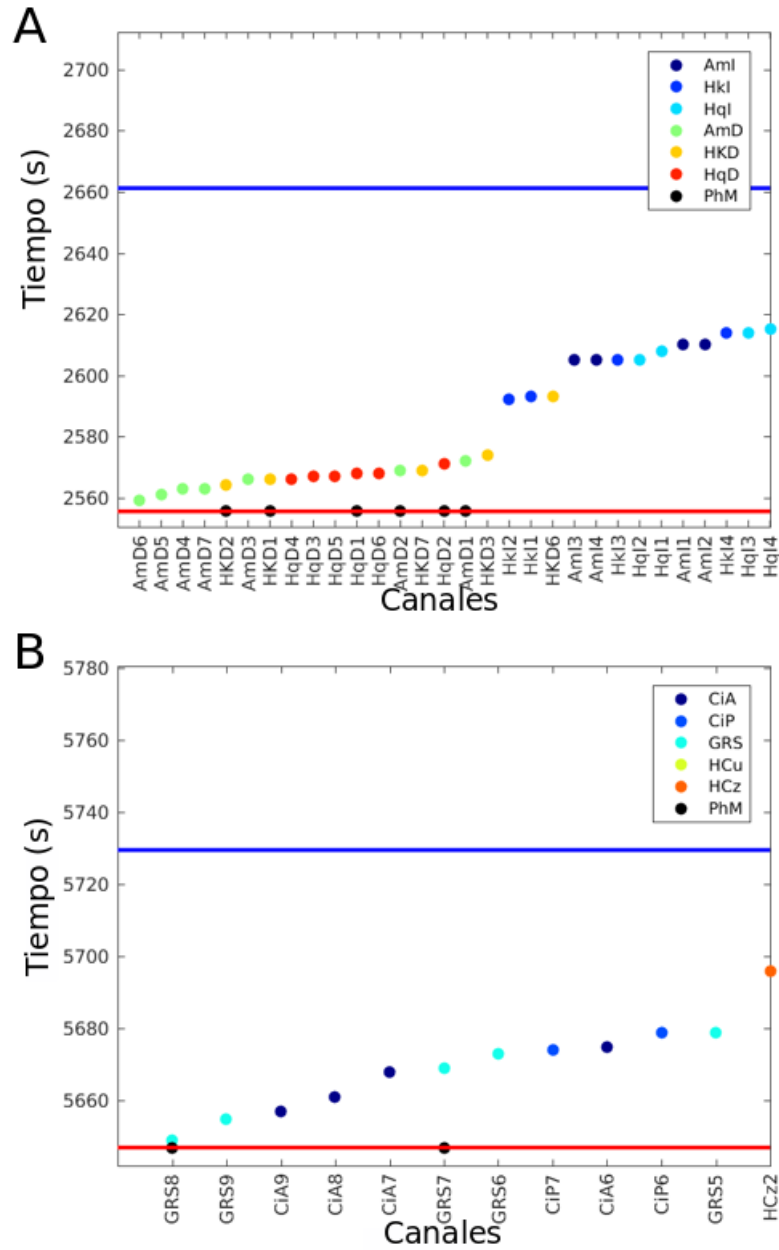 A
Tiempo (s)
2700
2680
2660
2640
2620
2600
2580
2560
AmI
HkI
HqI
AmD
HKD
HqD
PhM
AmD6
AmD5
AmD4
AmD7
HKD2
AmD3
HKD1
HqD4
HqD3
HqD5
HqD1
HqD6
AmD2
HKD7
HqD2
AmD1
HKD3
HkI2
HkI1
HKD6
AmI3
AmI4
HkI3
HqI2
HqI1
AmI1
AmI2
HkI4
HqI3
HqI4
Canales
B
Tiempo (s)
5780
5760
5740
5720
5700
5680
5660
CiA
CiP
GRS
HCu
HCz
PhM
GRS8
GRS9
CiA9
CiA8
CiA7
GRS7
GRS6
CiP7
CiA6
CiP6
GRS5
HCz2
Canales